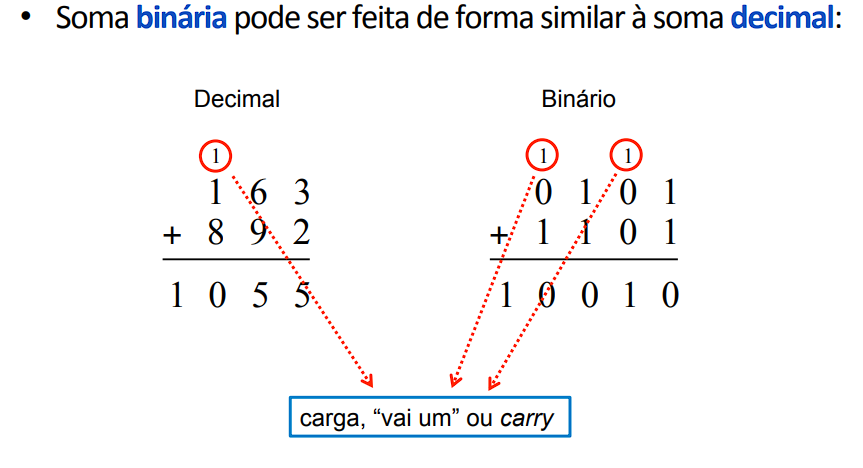 • Soma binária pode ser feita de forma similar à soma decimal:
Decimal
1
1 6 3
+ 8 9 2
1 0 5 5
Binário
1 1
0 1 0 1
+ 1 1 0 1
1 0 0 1 0
carga, “vai um” ou carry